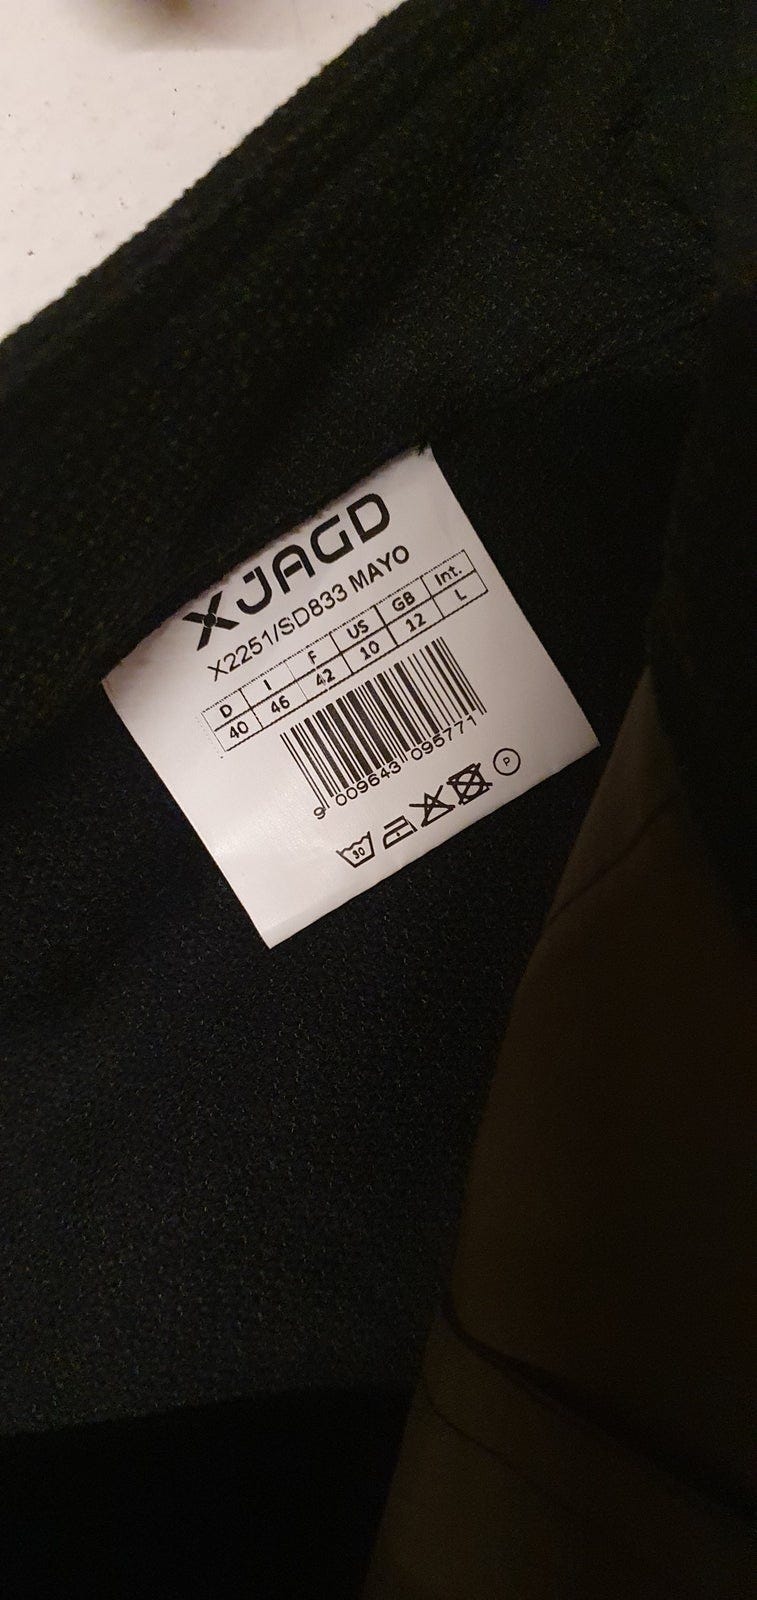 XJAGD
X2251/SD833 MAYO
D I F US GB Int.
40 46 42 10 12 L
9 009643 095771
30
P